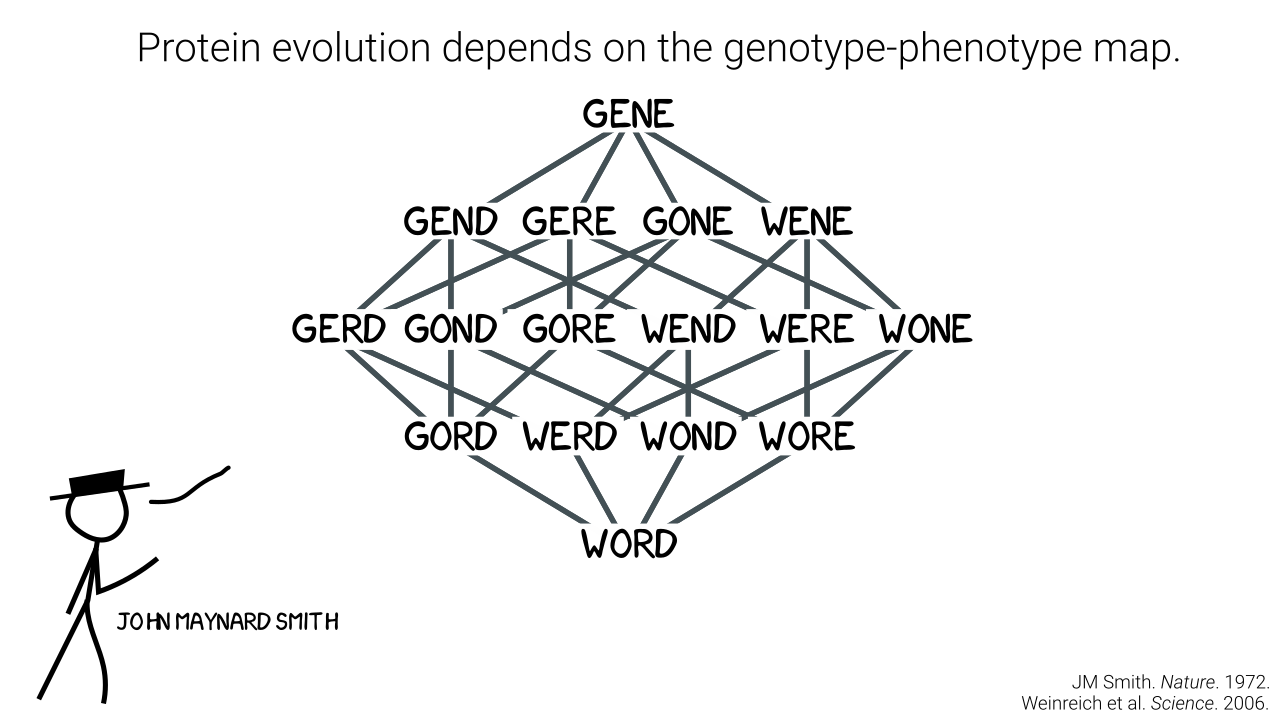 Protein evolution depends on the genotype-phenotype map.
GENE
GEND GERE GONE WENE
GERD GOND GORE WEND WERE WONE
GORD WERD WOND WORE
WORD
JOHN MAYNARD SMITH
JM Smith. Nature. 1972.
Weinreich et al. Science. 2006.